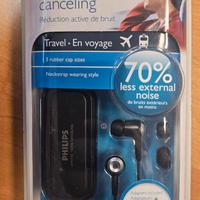 canceling
Réduction active de bruit
Travel • En voyage
3 rubber cap sizes
Neckstrap wearing style
70%
less external
noise
de bruits extérieurs
en moins
PHILIPS